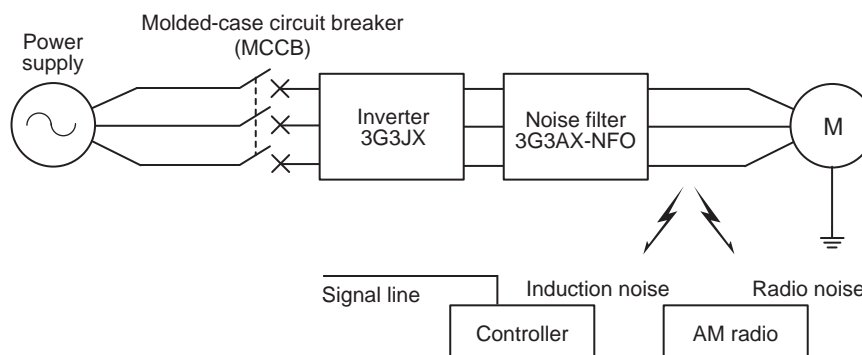 Power
supply
Molded-case circuit breaker
(MCCB)
Inverter
3G3JX
Noise filter
3G3AX-NFO
M
Signal line
Induction noise
Radio noise
Controller
AM radio